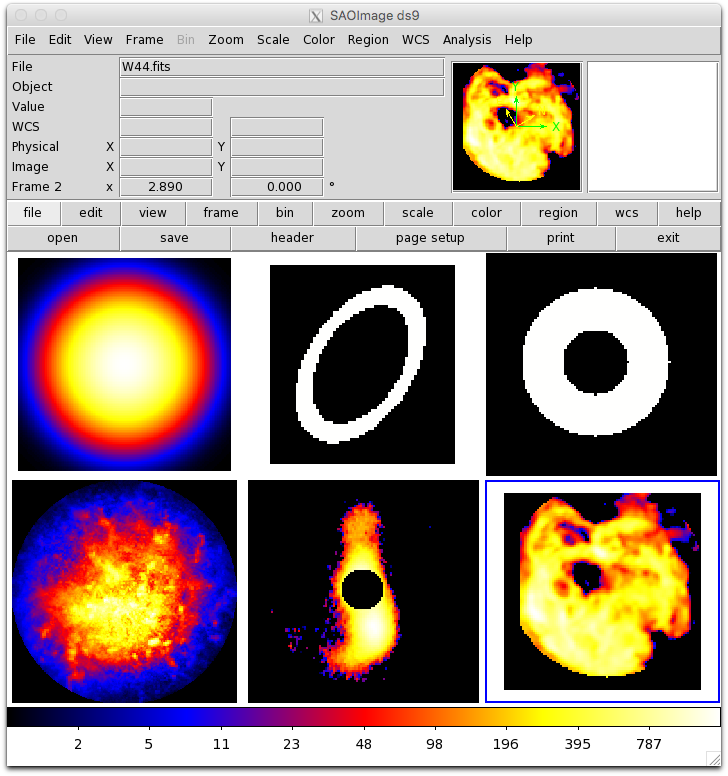 SAOImage ds9
File Edit View Frame Bin Zoom Scale Color Region WCS Analysis Help
File W44.fits
Object
Value
WCS
Physical X Y
Image X Y
Frame 2 x 2.890 0.000 °
Y
X
file edit view frame bin zoom scale color region wcs help
open save header page setup print exit
2 5 11 23 48 98 196 395 787